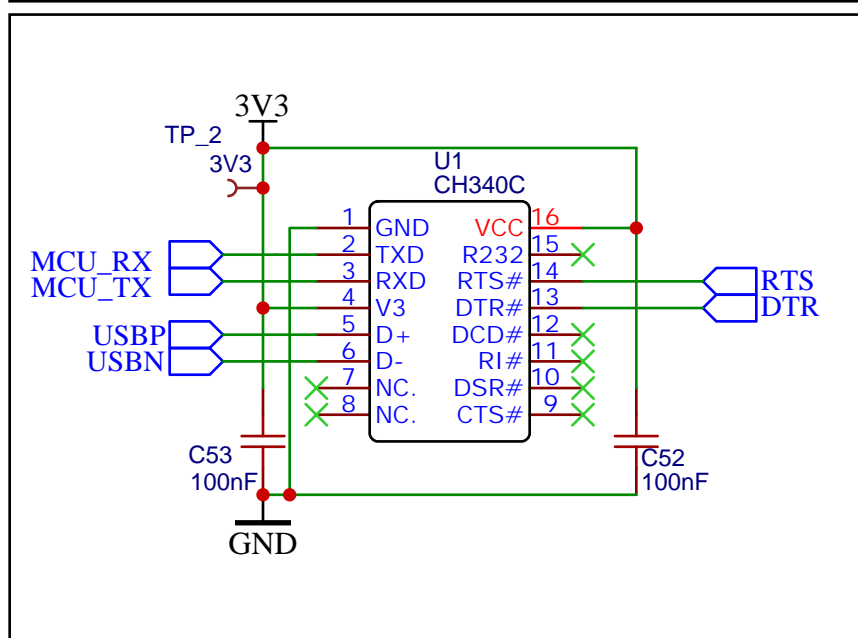 3V3
TP_2
3V3
U1
CH340C
1 GND VCC 16
MCU_RX 2 TXD R232 15
MCU_TX 3 RXD RTS# 14 RTS
4 V3 DTR# 13 DTR
USBP 5 D+ DCD# 12
USBN 6 D- RI# 11
7 NC. DSR# 10
8 NC. CTS# 9
C53
100nF
C52
100nF
GND